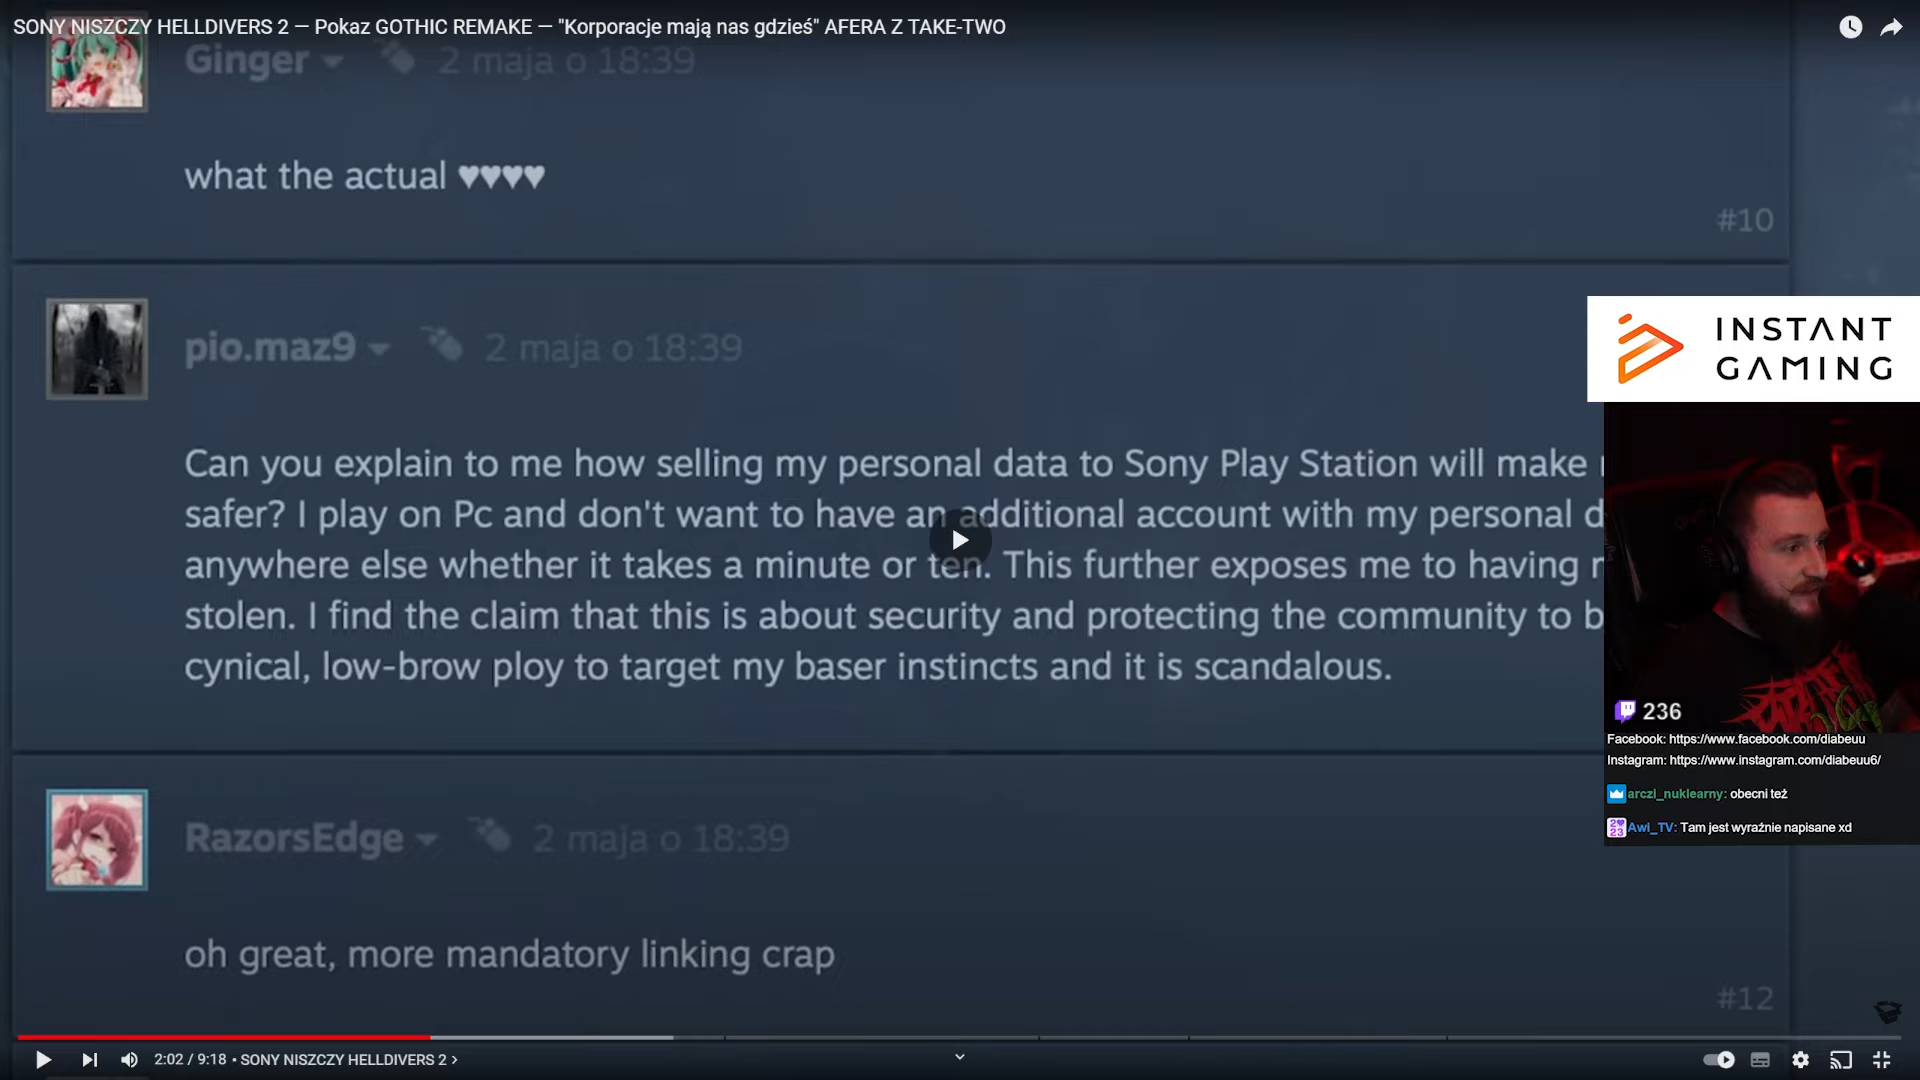 SONY NISZCZY HELLDIVERS 2 — Pokaz GOTHIC REMAKE — "Korporacje mają nas gdzieś" AFERA Z TAKE-TWO
Ginger 2 maja o 18:39
what the actual ♥♥♥♥
#10
pio.maz9 2 maja o 18:39
Can you explain to me how selling my personal data to Sony Play Station will make
safer? I play on Pc and don't want to have an additional account with my personal
anywhere else whether it takes a minute or ten. This further exposes me to having
stolen. I find the claim that this is about security and protecting the community to
cynical, low-brow ploy to target my baser instincts and it is scandalous.
INSTANT
GAMING
236
Facebook: https://www.facebook.com/diabeuu
Instagram: https://www.instagram.com/diabeuu6/
arczi_nuklearny: obecni też
Awi_TV: Tam jest wyraźnie napisane xd
RazorsEdge 2 maja o 18:39
oh great, more mandatory linking crap
#12
2:02 / 9:18 • SONY NISZCZY HELLDIVERS 2 >